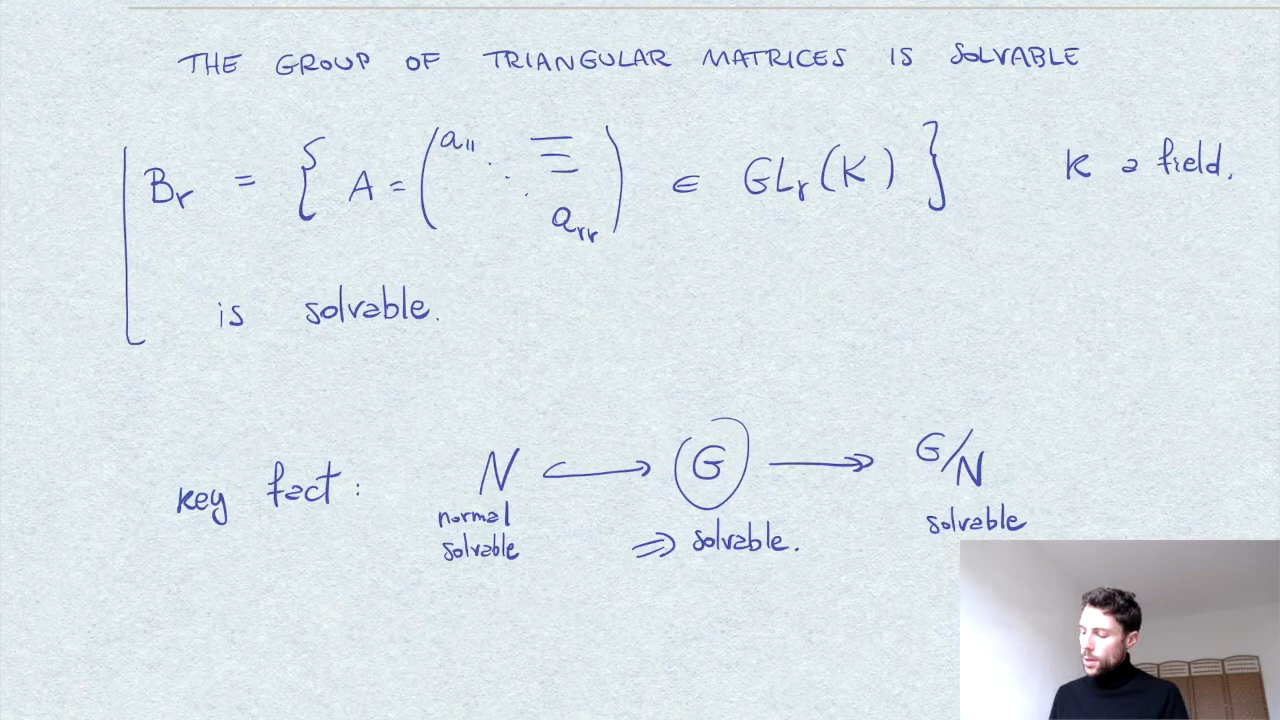 THE GROUP OF TRIANGULAR MATRICES IS SOLVABLE
Br = { A = ( a11 ⋱ arr ) ∈ GLr(K) } K a field.
is solvable.
key fact: N ↪ G ↠ G/N
normal
solvable ⇒ solvable. solvable